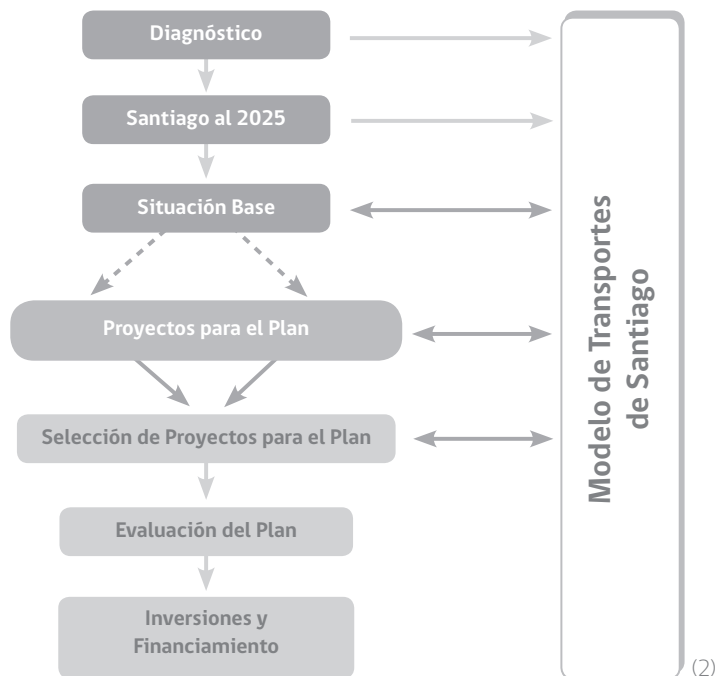 Diagnóstico
Santiago al 2025
Situación Base
Proyectos para el Plan
Selección de Proyectos para el Plan
Evaluación del Plan
Inversiones y
Financiamiento
Modelo de Transportes
de Santiago
(2)